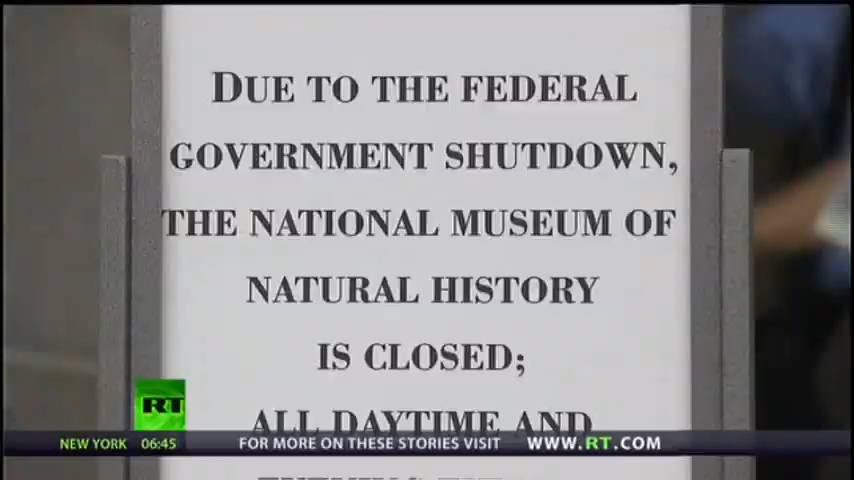 DUE TO THE FEDERAL
GOVERNMENT SHUTDOWN,
THE NATIONAL MUSEUM OF
NATURAL HISTORY
IS CLOSED;
ALL DAYTIME AND
RT
NEW YORK 06:45 FOR MORE ON THESE STORIES VISIT WWW.RT.COM